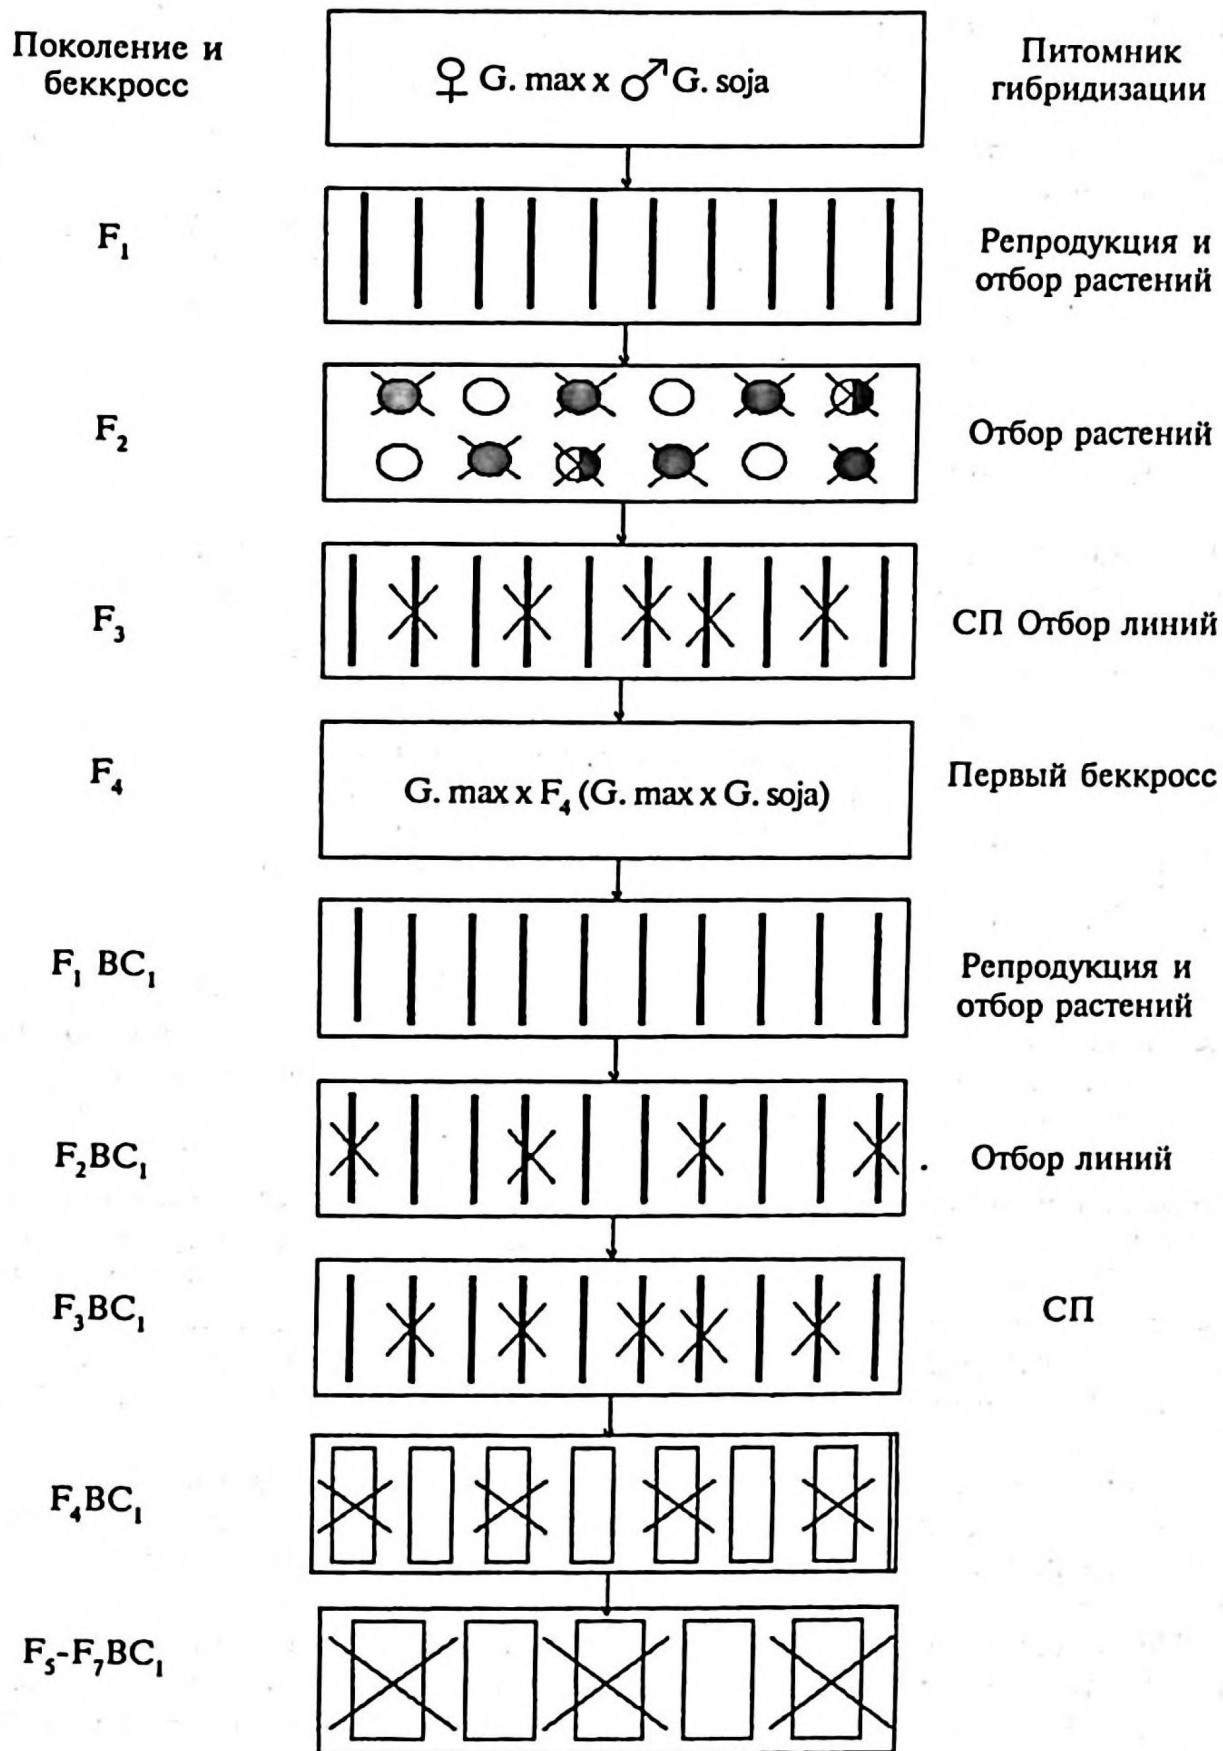 Поколение и
беккросс
♀ G. max x ♂ G. soja
Питомник
гибридизации
F₁
Репродукция и
отбор растений
F₂
Отбор растений
F₃
СП Отбор линий
F₄
G. max x F₄ (G. max x G. soja)
Первый беккросс
F₁ BC₁
Репродукция и
отбор растений
F₂BC₁
Отбор линий
F₃BC₁
СП
F₄BC₁
F₅-F₇BC₁